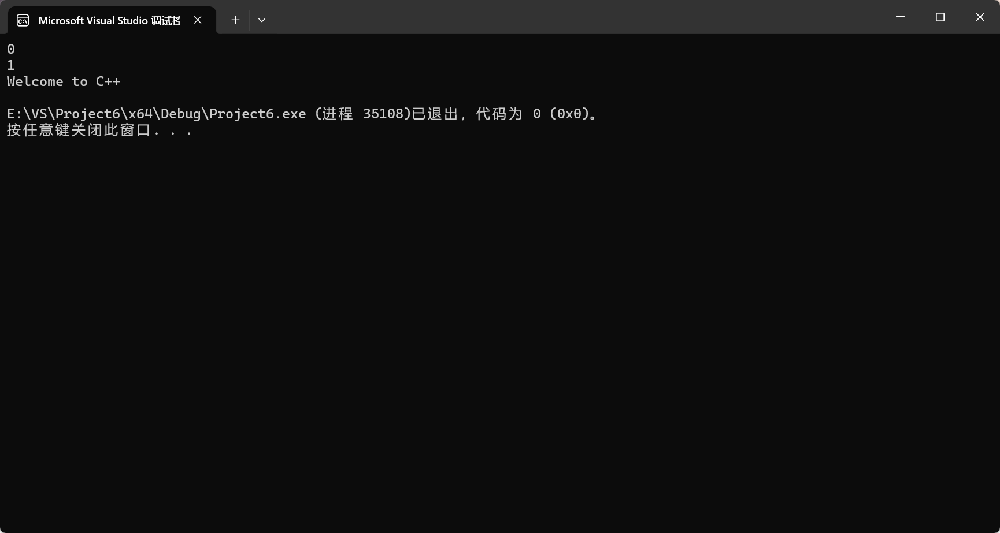 Microsoft Visual Studio 调试控
0
1
Welcome to C++
E:\VS\Project6\x64\Debug\Project6.exe (进程 35108)已退出，代码为 0 (0x0)。
按任意键关闭此窗口. . .